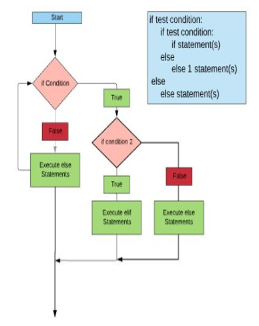 Start
if test condition:
if test condition:
if statement(s)
else
else 1 statement(s)
else
else statement(s)
if Condition
True
False
if condition 2
Execute else
Statements
True
False
Execute elif
Statements
Execute else
Statements